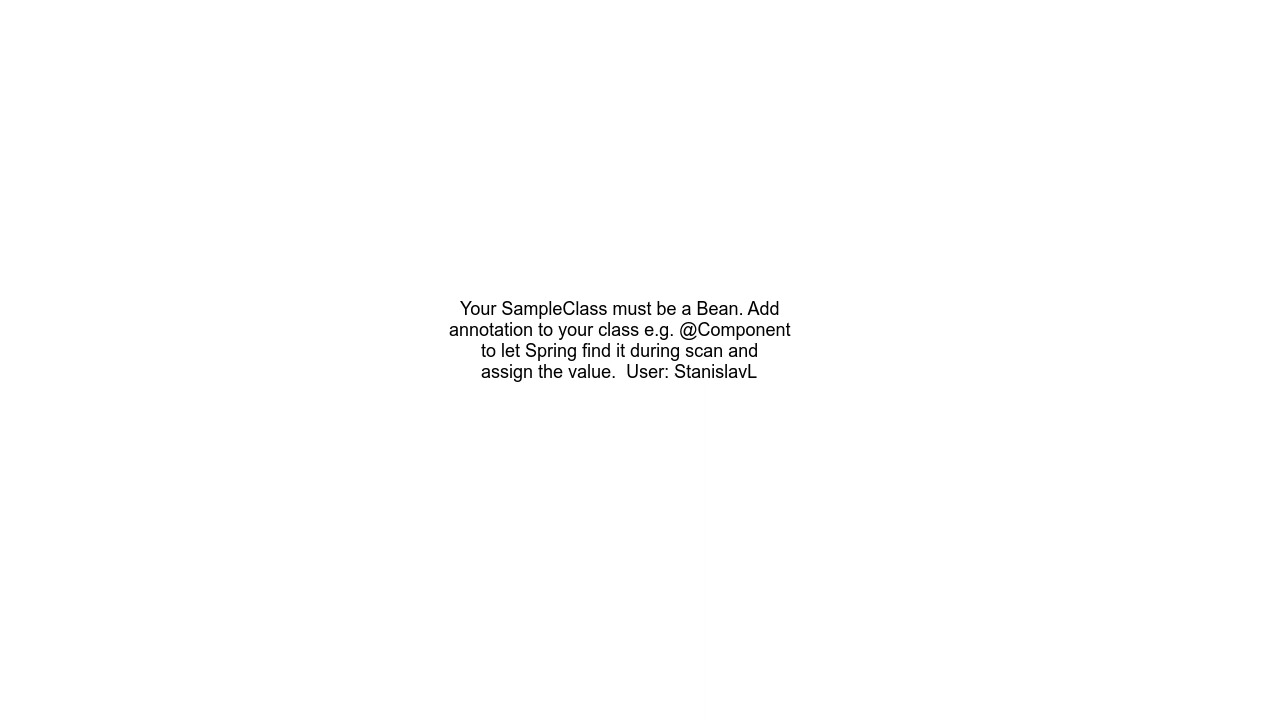 Your SampleClass must be a Bean. Add
annotation to your class e.g. @Component
to let Spring find it during scan and
assign the value.  User: StanislavL